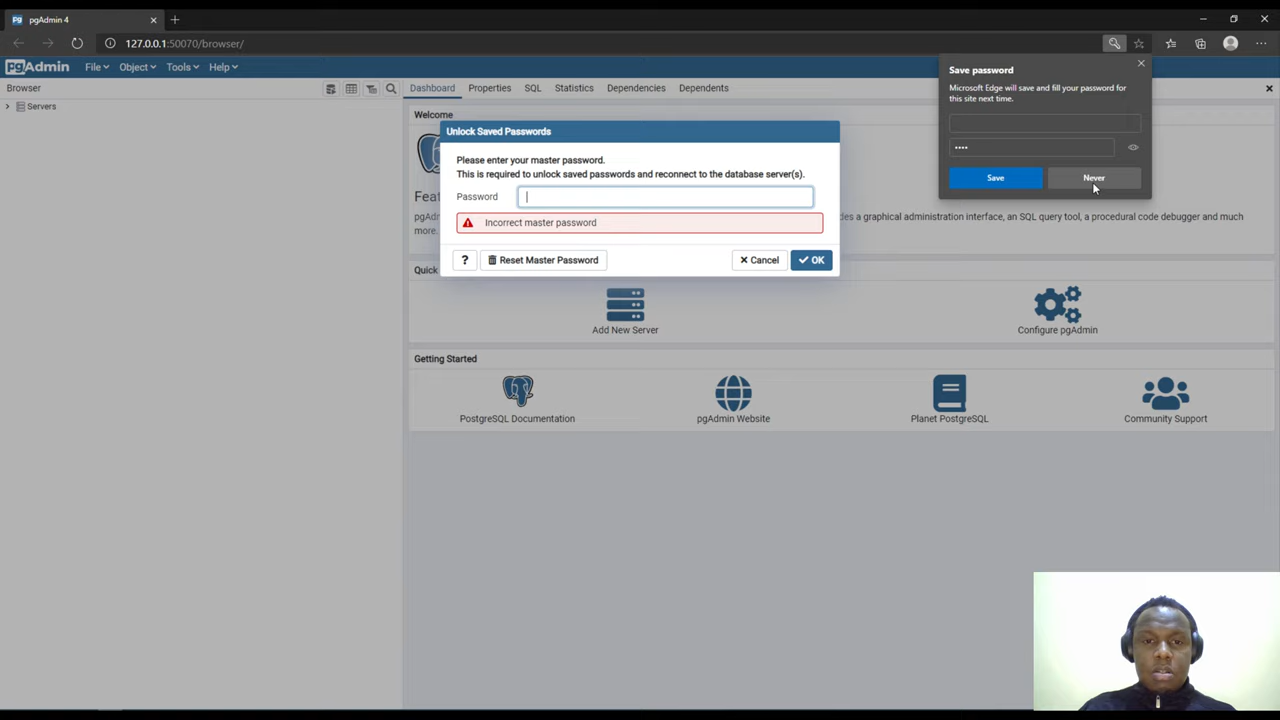 pgAdmin 4
127.0.0.1:50070/browser/
pgAdmin
File
Object
Tools
Help
Browser
Dashboard
Properties
SQL
Statistics
Dependencies
Dependents
Servers
Welcome
Save password
Microsoft Edge will save and fill your password for
this site next time.
••••
Save
Never
Unlock Saved Passwords
Please enter your master password.
This is required to unlock saved passwords and reconnect to the database server(s).
Password
Incorrect master password
?
Reset Master Password
Cancel
OK
Feat
pgAdm
des a graphical administration interface, an SQL query tool, a procedural code debugger and much
more.
Quick
Add New Server
Configure pgAdmin
Getting Started
PostgreSQL Documentation
pgAdmin Website
Planet PostgreSQL
Community Support